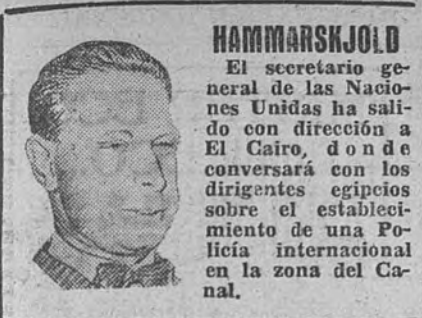 HAMMARSKJOLD
El secretario ge-
neral de las Nacio-
nes Unidas ha sali-
do con dirección a
El Cairo, donde
conversará con los
dirigentes egipcios
sobre el estableci-
miento de una Po-
licía internacional
en la zona del Ca-
nal.